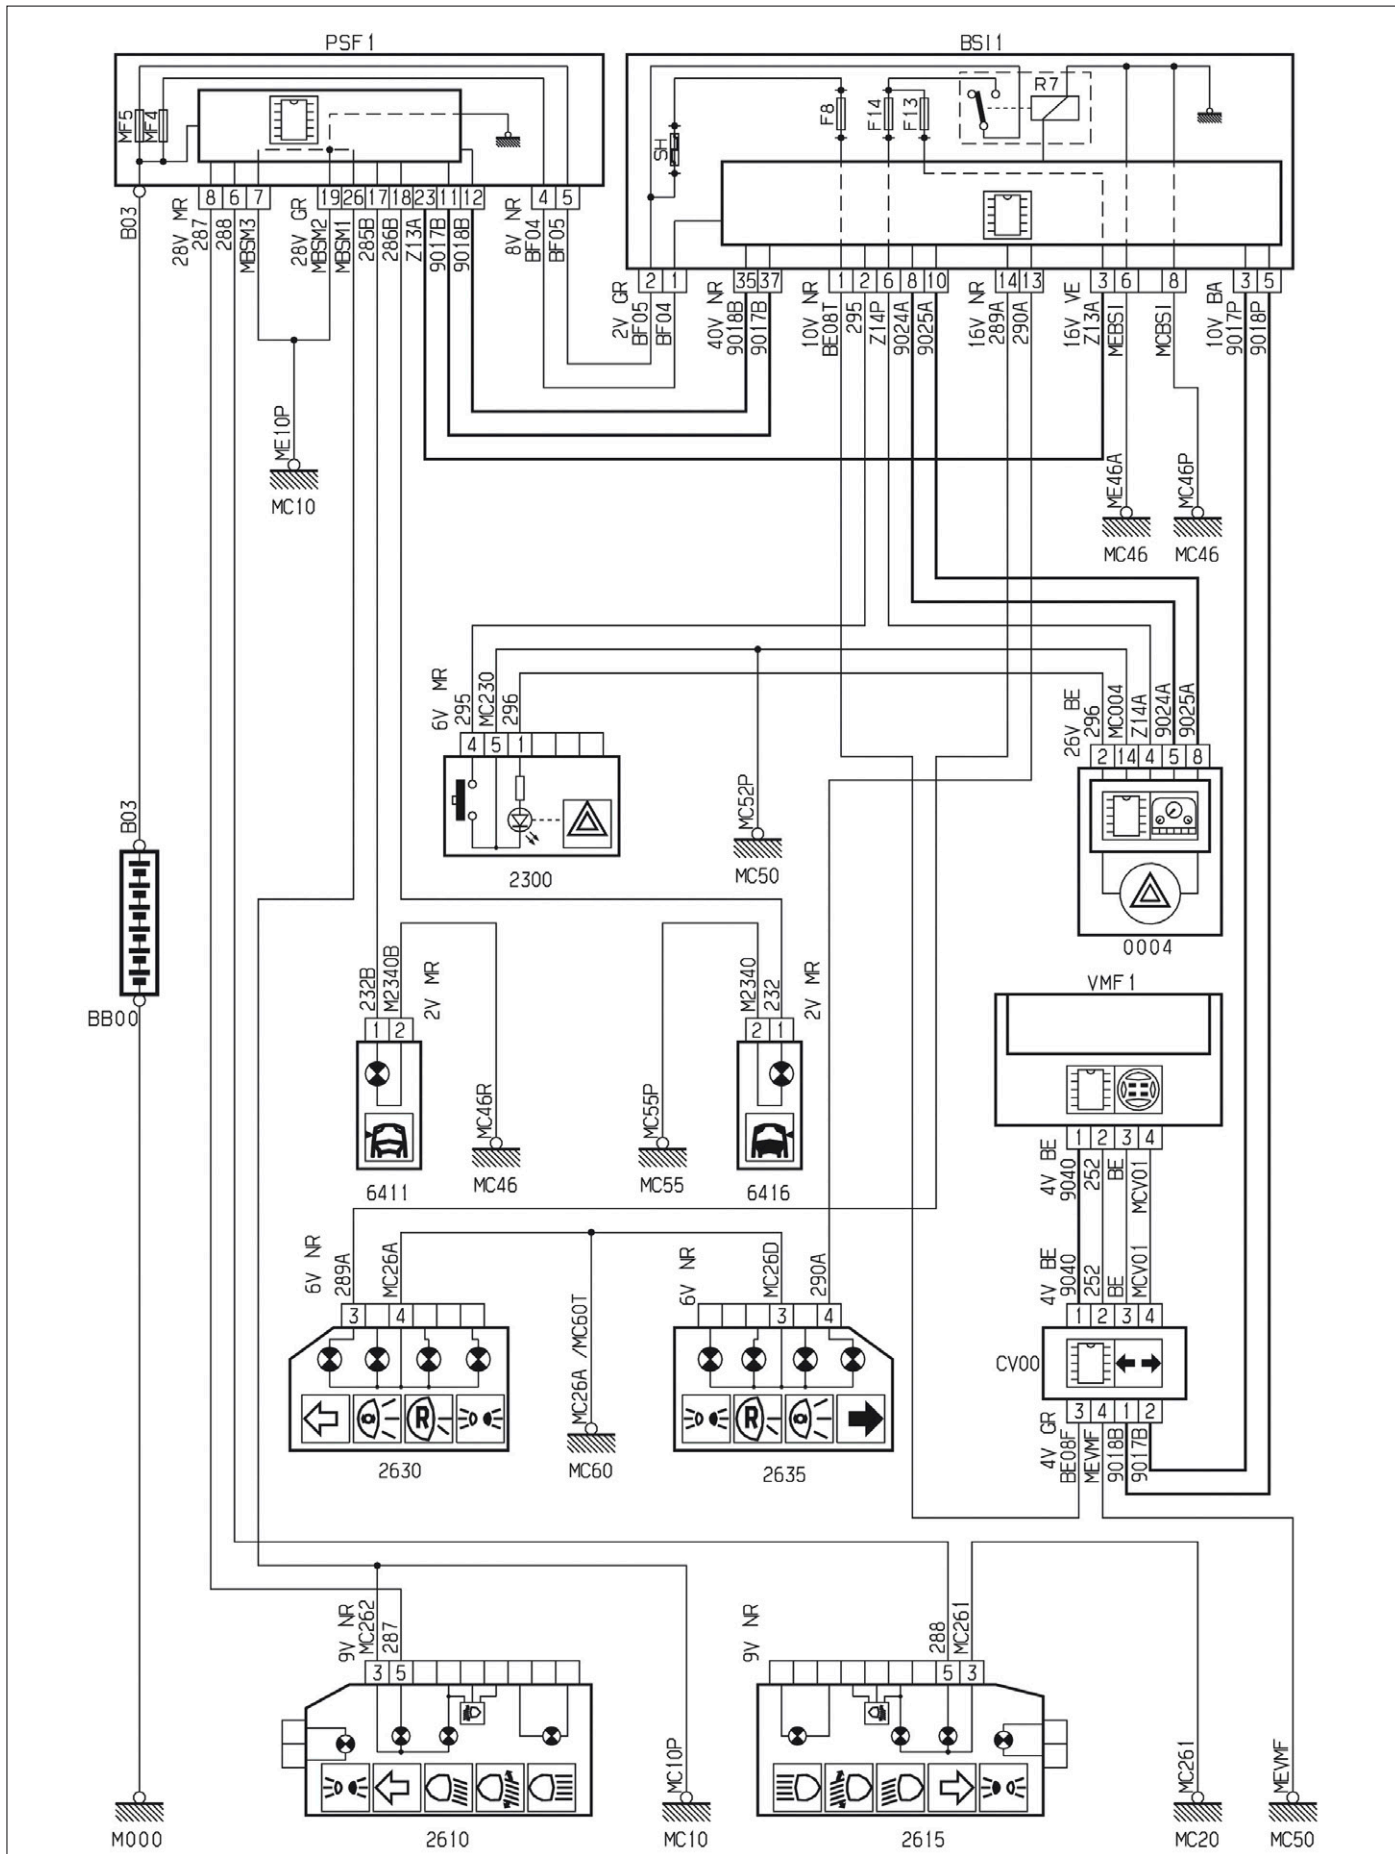 PSF1
BSI1
MF5
MF4
SH
F8
F14
F13
R7
8 6 7 19 26 17 18 23 11 12 4 5
2 1 35 37 1 2 6 8 10 14 13 3 6 8 3 5
B03
28V MR
287
288
MBSM3
28V GR
MBSM2
MBSM1
285B
286B
Z13A
9017B
9018B
8V NR
BF04
BF05
2V GR
BF05
BF04
40V NR
9018B
9017B
10V NR
BE08T
295
Z14P
9024A
9025A
16V NR
289A
290A
16V VE
Z13A
MEBSI
MCBSI
10V BA
9017P
9018P
ME10P
MC10
ME46A
MC46
MC46P
MC46
6V MR
295
MC230
296
4 5 1
2300
MC52P
MC50
26V BE
296
MC004
Z14A
9024A
9025A
2 14 4 5 8
0004
B03
BB00
232B
M2340B
2V MR
1 2
6411
MC46R
MC46
MC55P
MC55
M2340
232
2V MR
2 1
6416
VMF1
1 2 3 4
4V BE
9040
252
BE
MCV01
4V BE
9040
252
BE
MCV01
1 2 3 4
CV00
3 4 1 2
4V GR
BE08F
MEVMF
9018B
9017B
6V NR
289A
MC26A
3 4
R
2630
MC26A /MC60T
MC60
6V NR
MC26D
290A
3 4
R
2635
9V NR
MC262
287
3 5
2610
MC10P
MC10
9V NR
288
MC261
5 3
2615
MC261
MC20
MEVMF
MC50
M000